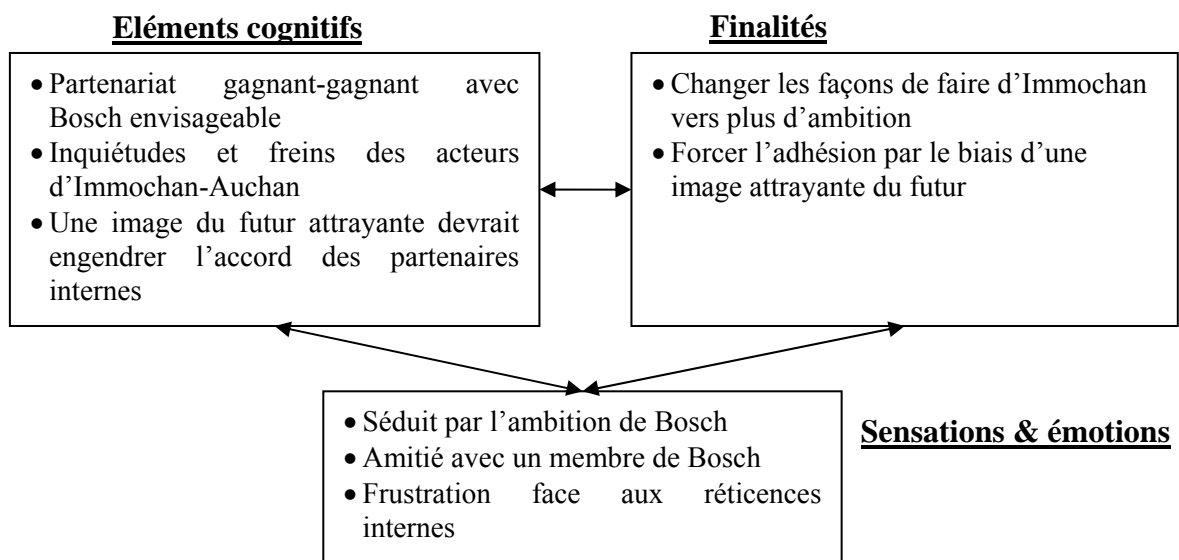 Eléments cognitifs
• Partenariat gagnant-gagnant avec
Bosch envisageable
• Inquiétudes et freins des acteurs
d’Immochan-Auchan
• Une image du futur attrayante devrait
engendrer l’accord des partenaires
internes
Finalités
• Changer les façons de faire d’Immochan
vers plus d’ambition
• Forcer l’adhésion par le biais d’une
image attrayante du futur
• Séduit par l’ambition de Bosch
• Amitié avec un membre de Bosch
• Frustration face aux réticences
internes
Sensations & émotions